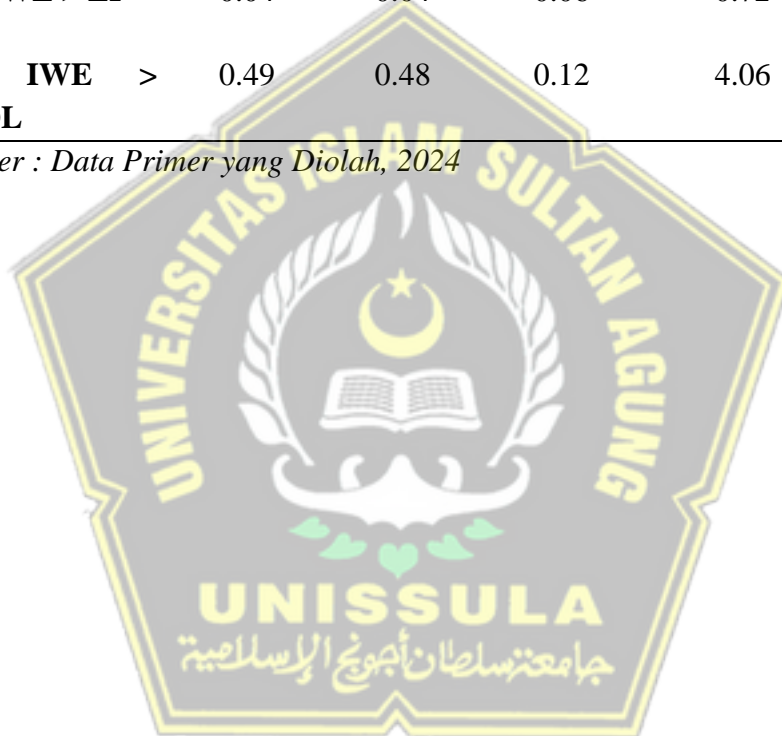 IWE > 0.49 0.48 0.12 4.06
L
er : Data Primer yang Diolah, 2024
UNIVERSITAS ISLAM SULTAN AGUNG
UNISSULA
جامعة سلطان أجونج الإسلامية